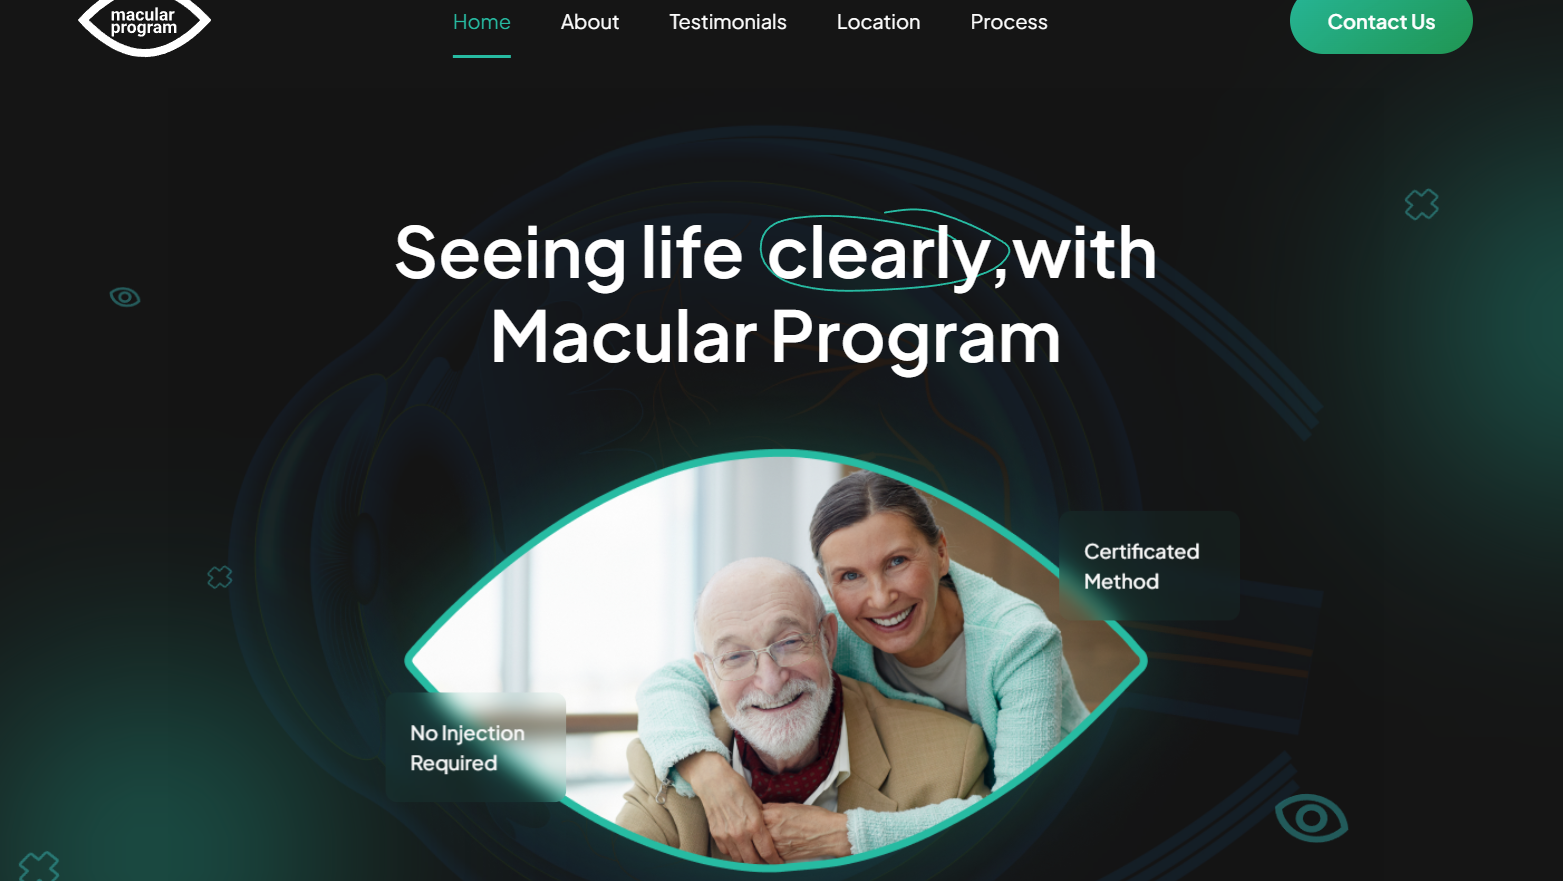 macular
program
Home
About
Testimonials
Location
Process
Contact Us
Seeing life clearly,with
Macular Program
Certificated
Method
No Injection
Required